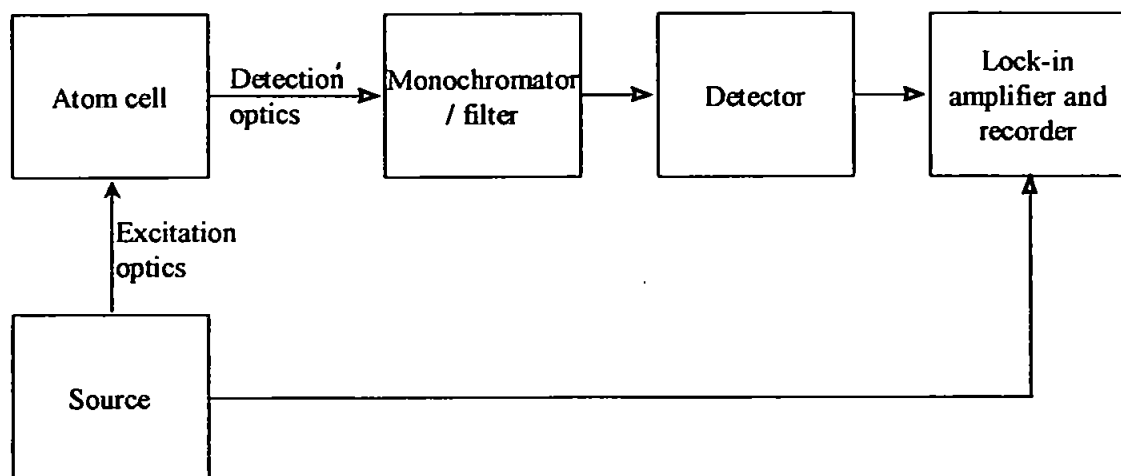 Atom cell
Detection
optics
Monochromator
/ filter
Detector
Lock-in
amplifier and
recorder
Excitation
optics
Source